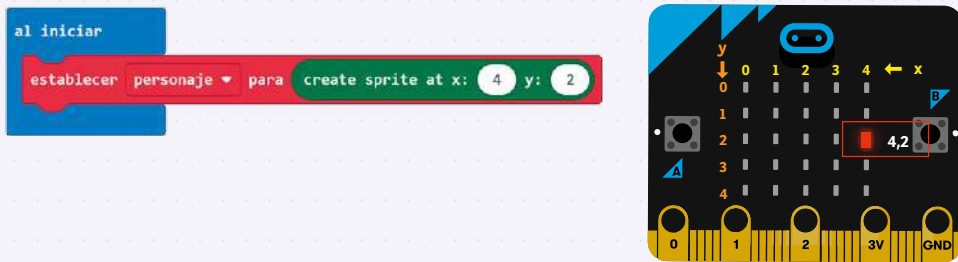 al iniciar
establecer personaje para create sprite at x: 4 y: 2
y
0 1 2 3 4 ← x
0
1
B
2 4,2
3
A
4
0 1 2 3V GND